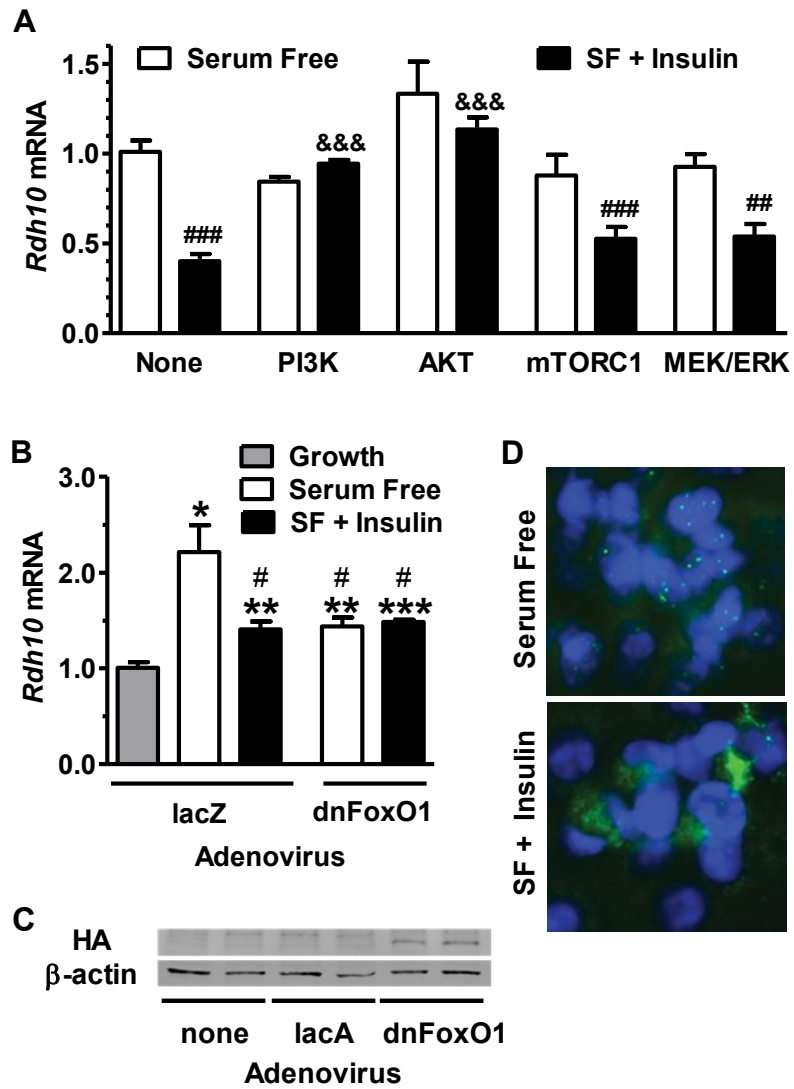 A
Serum Free
SF + Insulin
Rdh10 mRNA
1.5
1.0
0.5
0.0
###
&&&
&&&
###
##
None
PI3K
AKT
mTORC1
MEK/ERK
B
Growth
Serum Free
SF + Insulin
Rdh10 mRNA
3.0
2.0
1.0
0.0
*
#
**
#
**
#
***
lacZ
dnFoxO1
Adenovirus
C
HA
β-actin
none
lacA
dnFoxO1
Adenovirus
D
Serum Free
SF + Insulin